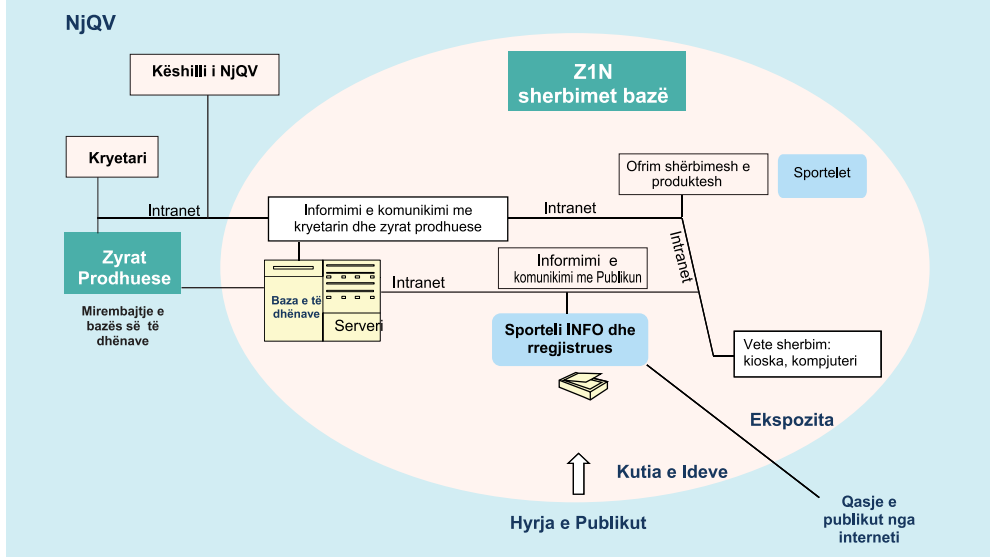 NjQV
Këshilli i NjQV
Z1N
sherbimet bazë
Kryetari
Ofrim shërbimesh e
produktesh
Sportelet
Intranet
Informimi e komunikimi me
kryetarin dhe zyrat prodhuese
Intranet
Intranet
Zyrat
Prodhuese
Informimi e
komunikimi me Publikun
Intranet
Baza e të
dhënave
Serveri
Mirembajtje e
bazës së të
dhënave
Sporteli INFO dhe
rregjistrues
Vete sherbim:
kioska, kompjuteri
Ekspozita
Kutia e Ideve
Hyrja e Publikut
Qasje e
publikut nga
interneti